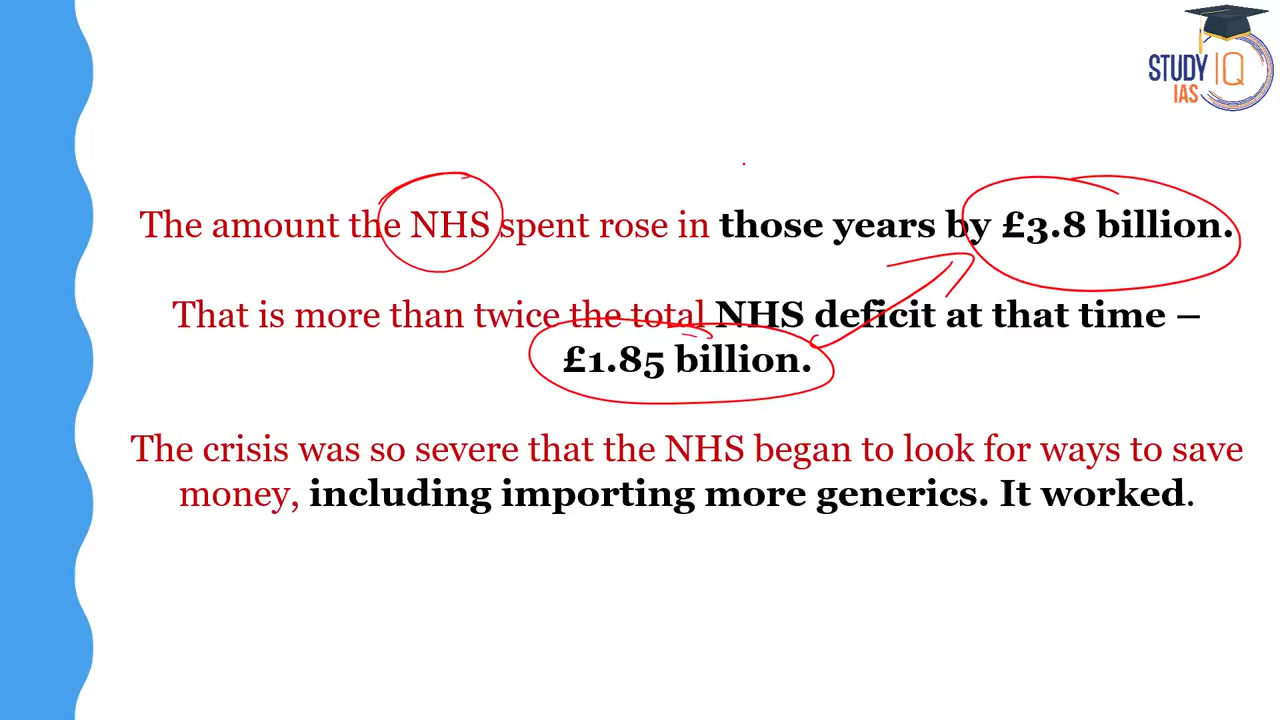 STUDY IQ
IAS
The amount the NHS spent rose in those years by £3.8 billion.
That is more than twice the total NHS deficit at that time –
£1.85 billion.
The crisis was so severe that the NHS began to look for ways to save
money, including importing more generics. It worked.